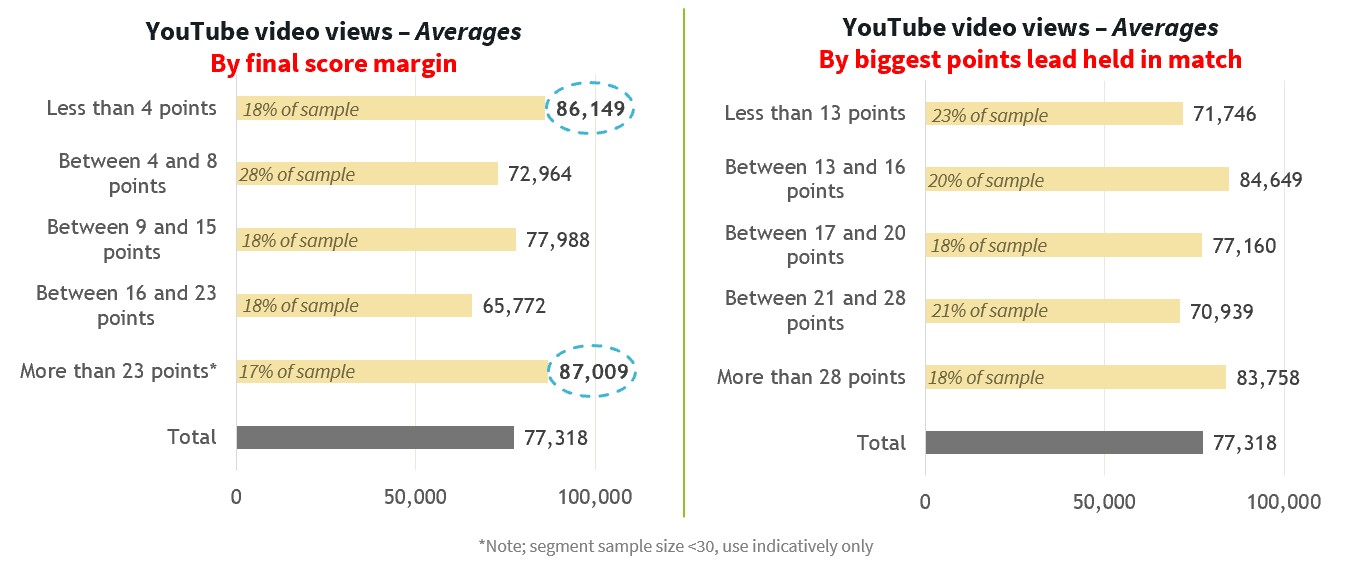 YouTube video views – Averages
By final score margin
Less than 4 points
18% of sample
86,149
Between 4 and 8
points
28% of sample
72,964
Between 9 and 15
points
18% of sample
77,988
Between 16 and 23
points
18% of sample
65,772
More than 23 points*
17% of sample
87,009
Total
77,318
0
50,000
100,000
YouTube video views – Averages
By biggest points lead held in match
Less than 13 points
23% of sample
71,746
Between 13 and 16
points
20% of sample
84,649
Between 17 and 20
points
18% of sample
77,160
Between 21 and 28
points
21% of sample
70,939
More than 28 points
18% of sample
83,758
Total
77,318
0
50,000
100,000
*Note; segment sample size <30, use indicatively only